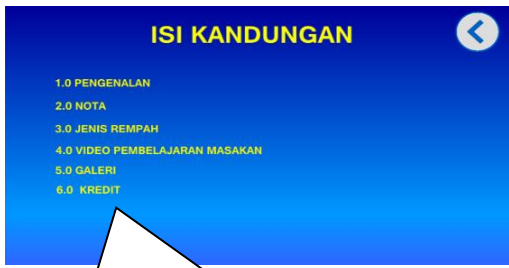 ISI KANDUNGAN
1.0 PENGENALAN
2.0 NOTA
3.0 JENIS REMPAH
4.0 VIDEO PEMBELAJARAN MASAKAN
5.0 GALERI
6.0 KREDIT